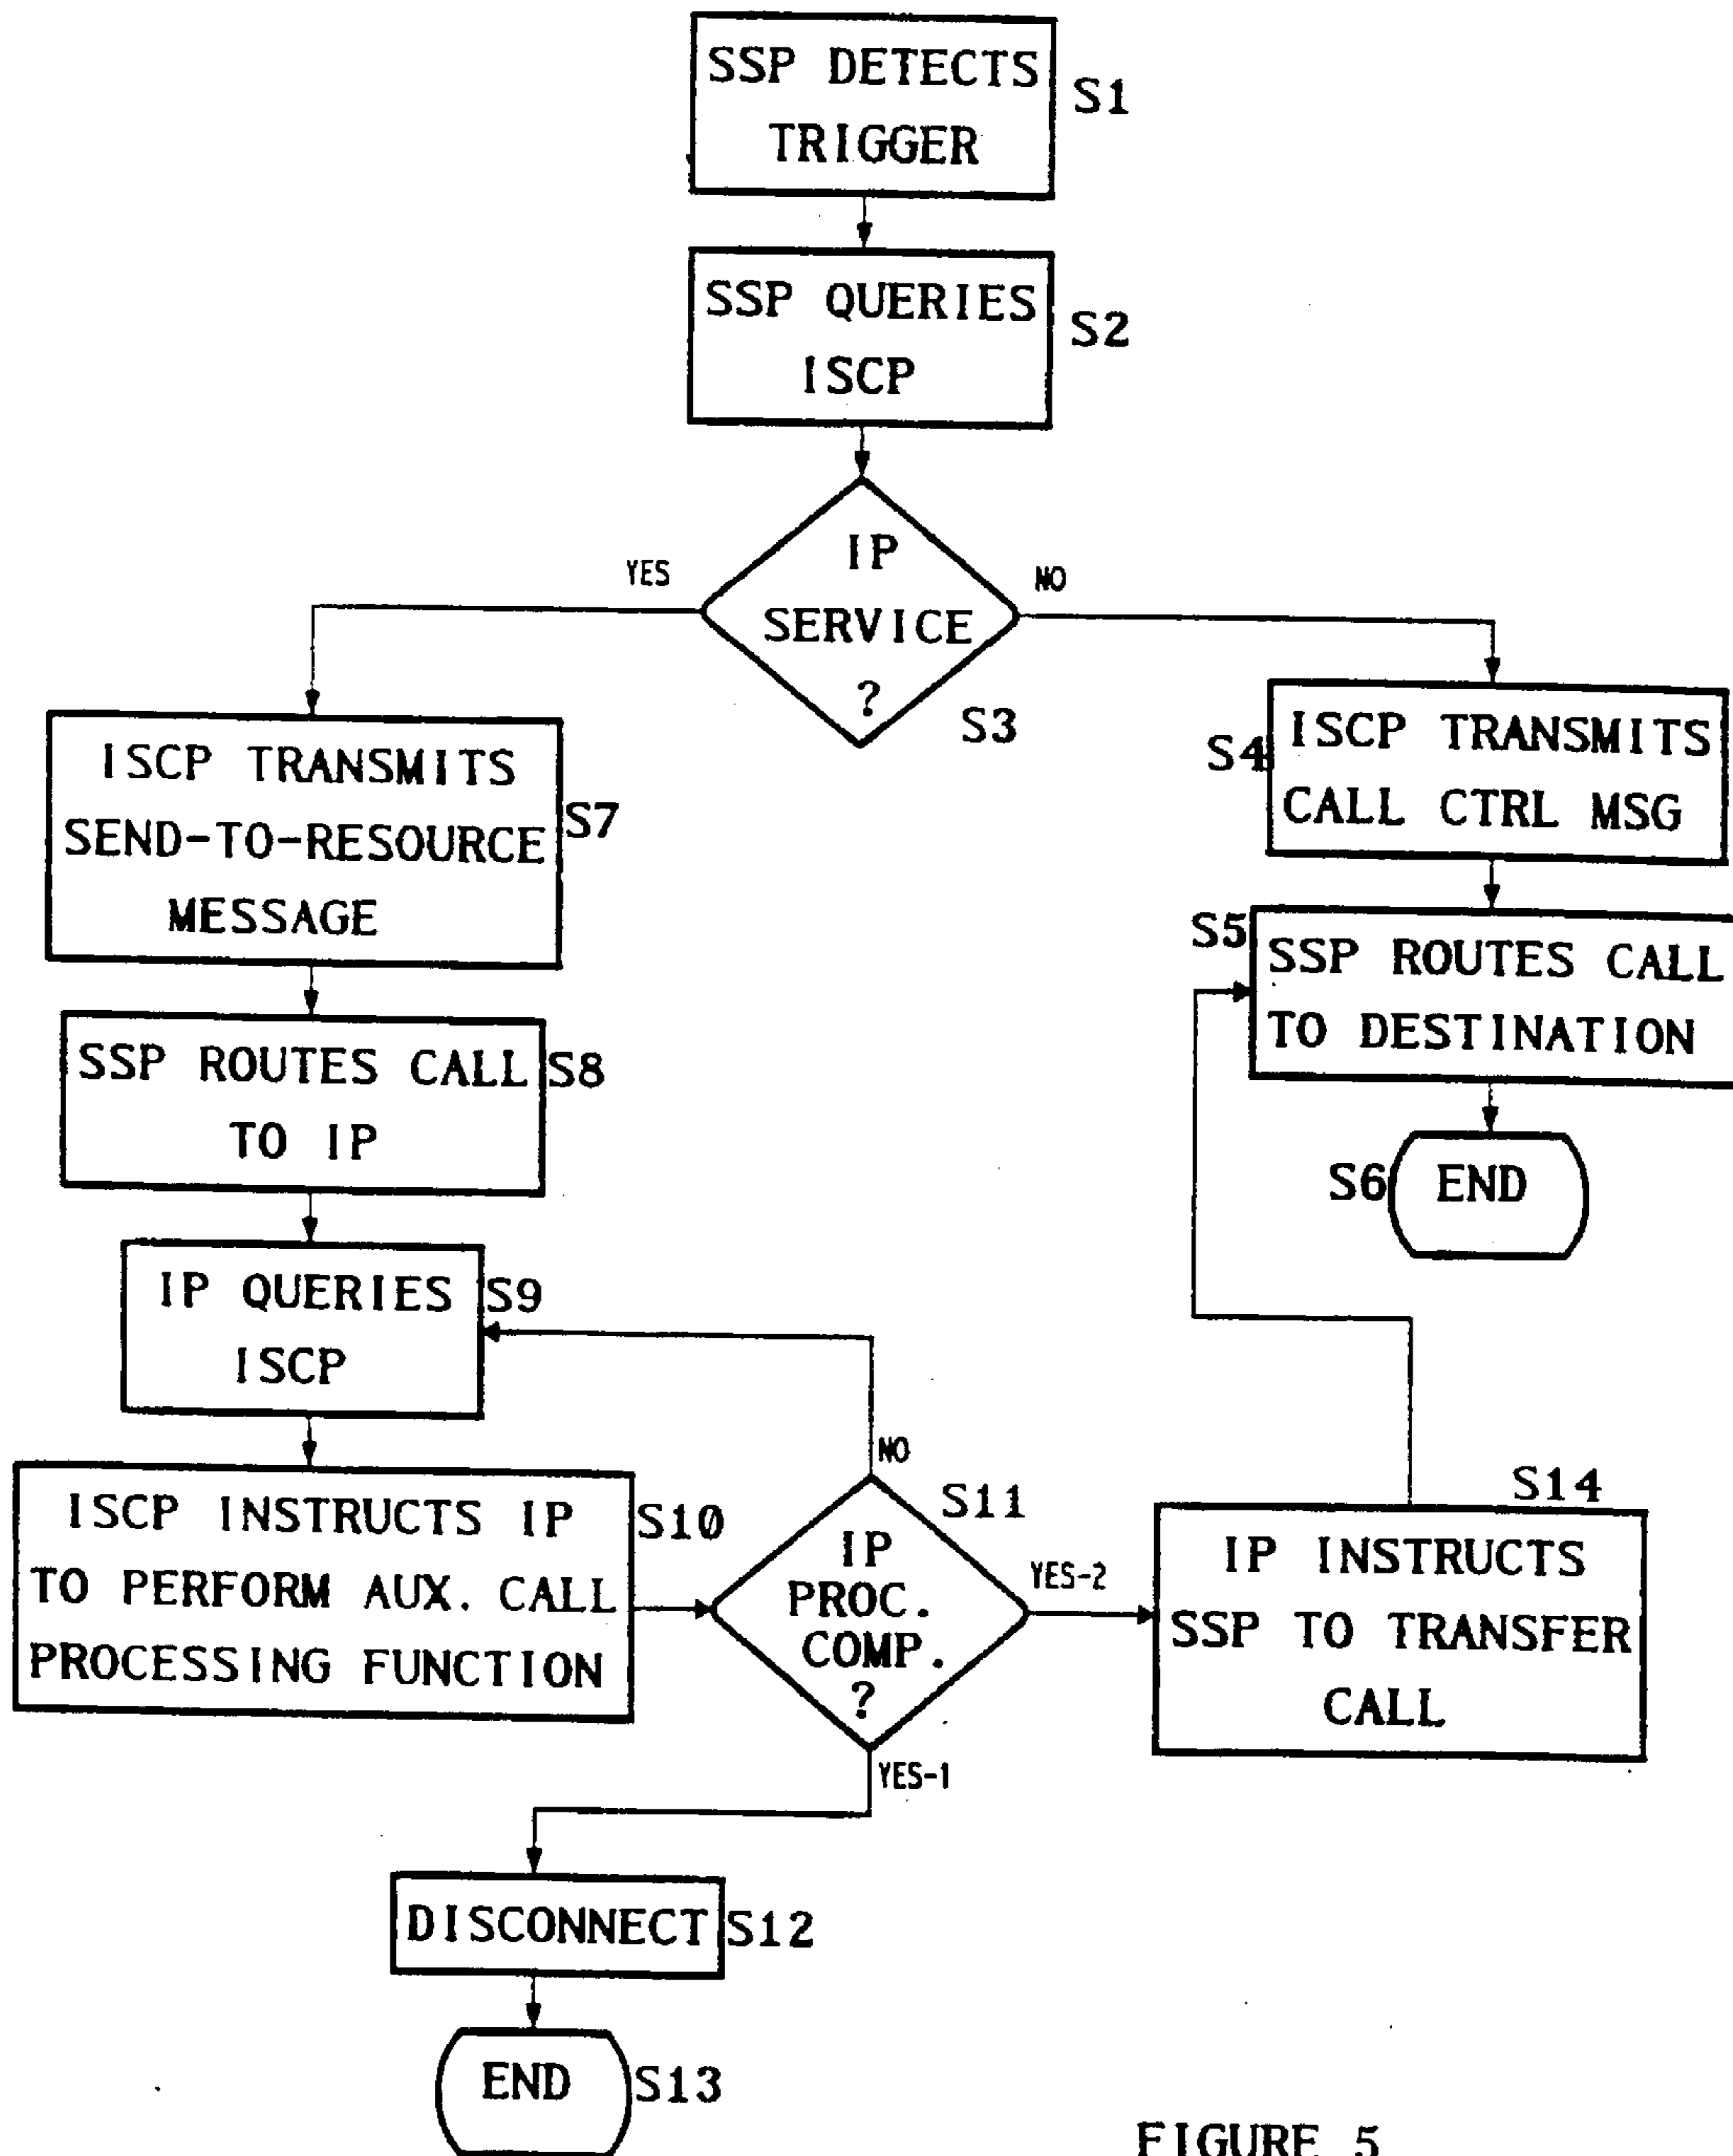 SSP DETECTS
TRIGGER
S1
SSP QUERIES
ISCP
S2
IP
SERVICE
?
S3
YES
NO
ISCP TRANSMITS
SEND-TO-RESOURCE
MESSAGE
S7
S4
ISCP TRANSMITS
CALL CTRL MSG
S5
SSP ROUTES CALL
TO DESTINATION
SSP ROUTES CALL
TO IP
S8
S6
END
IP QUERIES
ISCP
S9
ISCP INSTRUCTS IP
TO PERFORM AUX. CALL
PROCESSING FUNCTION
S10
NO
S11
IP
PROC.
COMP.
?
YES-2
YES-1
S14
IP INSTRUCTS
SSP TO TRANSFER
CALL
DISCONNECT
S12
END
S13
FIGURE 5